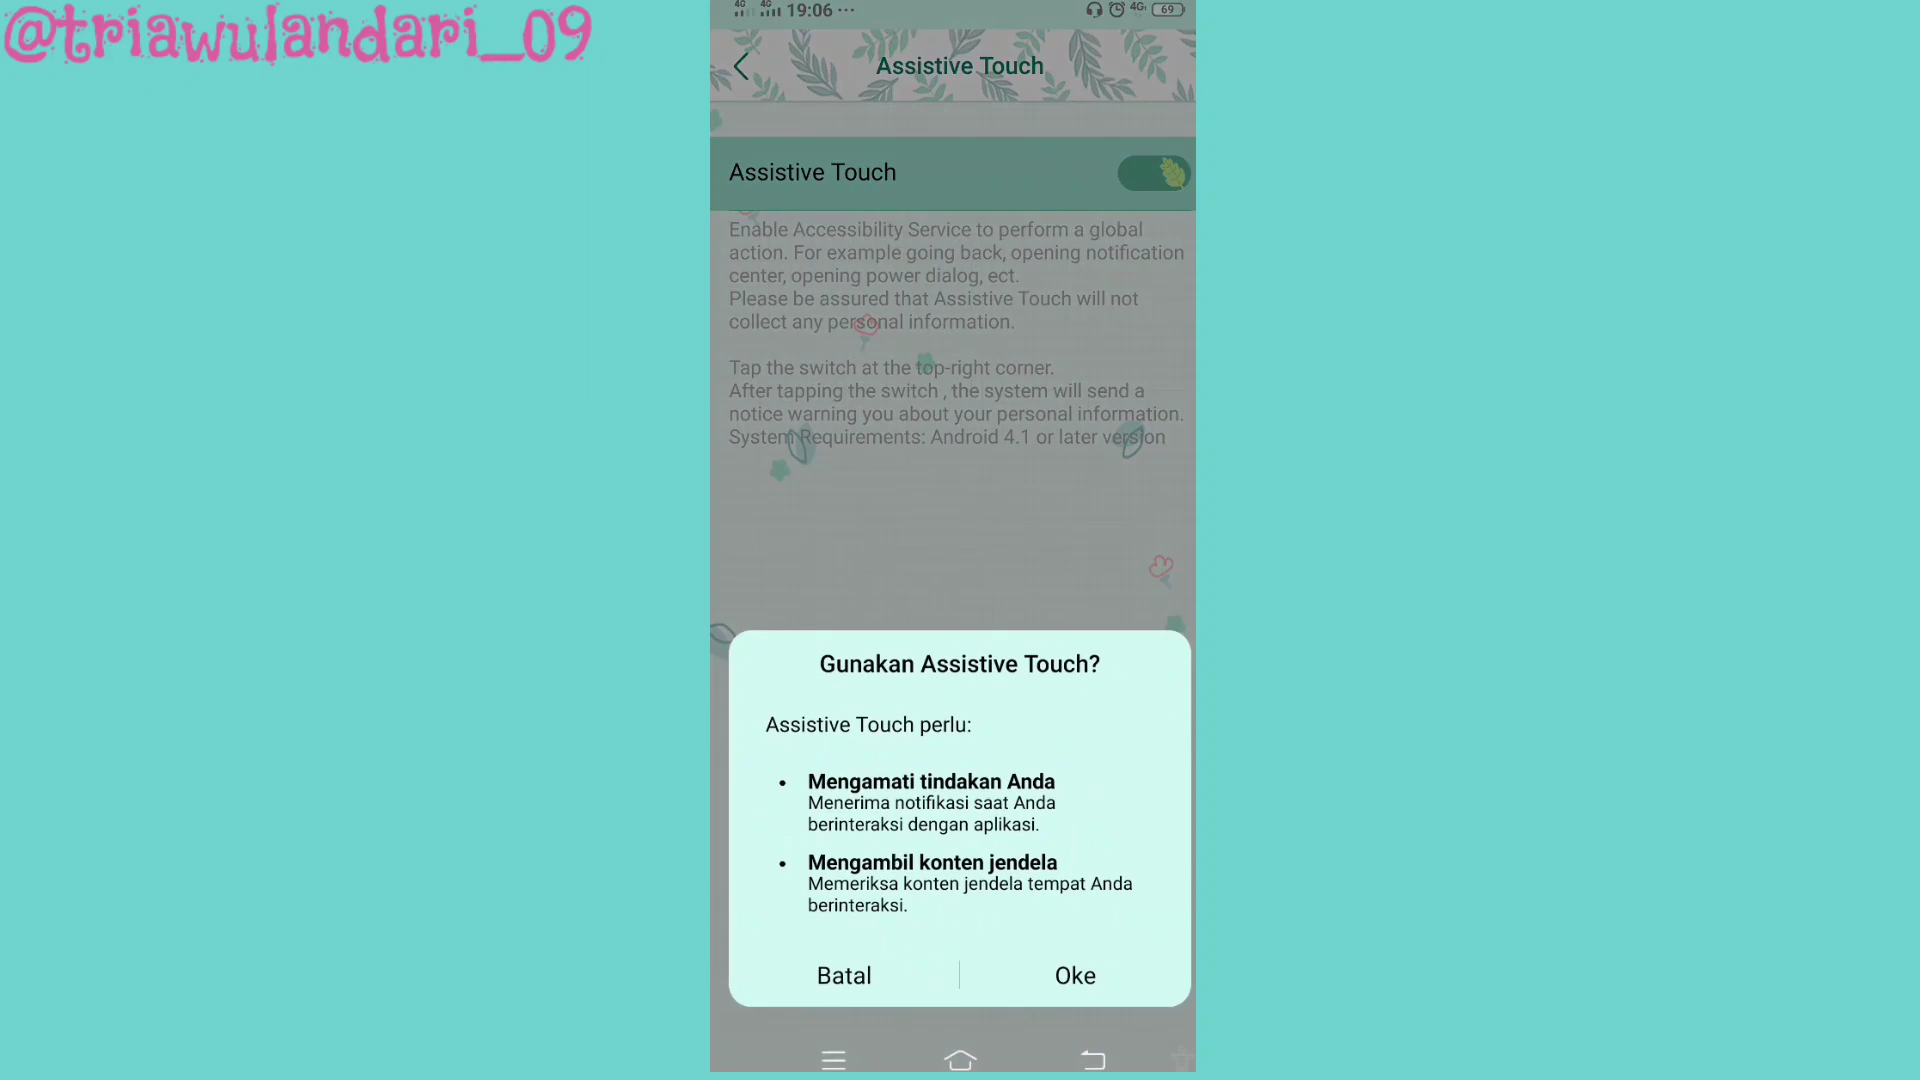 @triawulandari_09
4G 4G 19:06 ··· 4G 69
Assistive Touch
Assistive Touch
Enable Accessibility Service to perform a global
action. For example going back, opening notification
center, opening power dialog, ect.
Please be assured that Assistive Touch will not
collect any personal information.
Tap the switch at the top-right corner.
After tapping the switch , the system will send a
notice warning you about your personal information.
System Requirements: Android 4.1 or later version
Gunakan Assistive Touch?
Assistive Touch perlu:
• Mengamati tindakan Anda
Menerima notifikasi saat Anda
berinteraksi dengan aplikasi.
• Mengambil konten jendela
Memeriksa konten jendela tempat Anda
berinteraksi.
Batal Oke